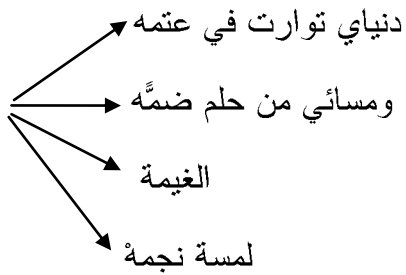 دنياي توارت في عتمه
ومسائي من حلم ضمًّه
الغيمة
لمسة نجمهْ